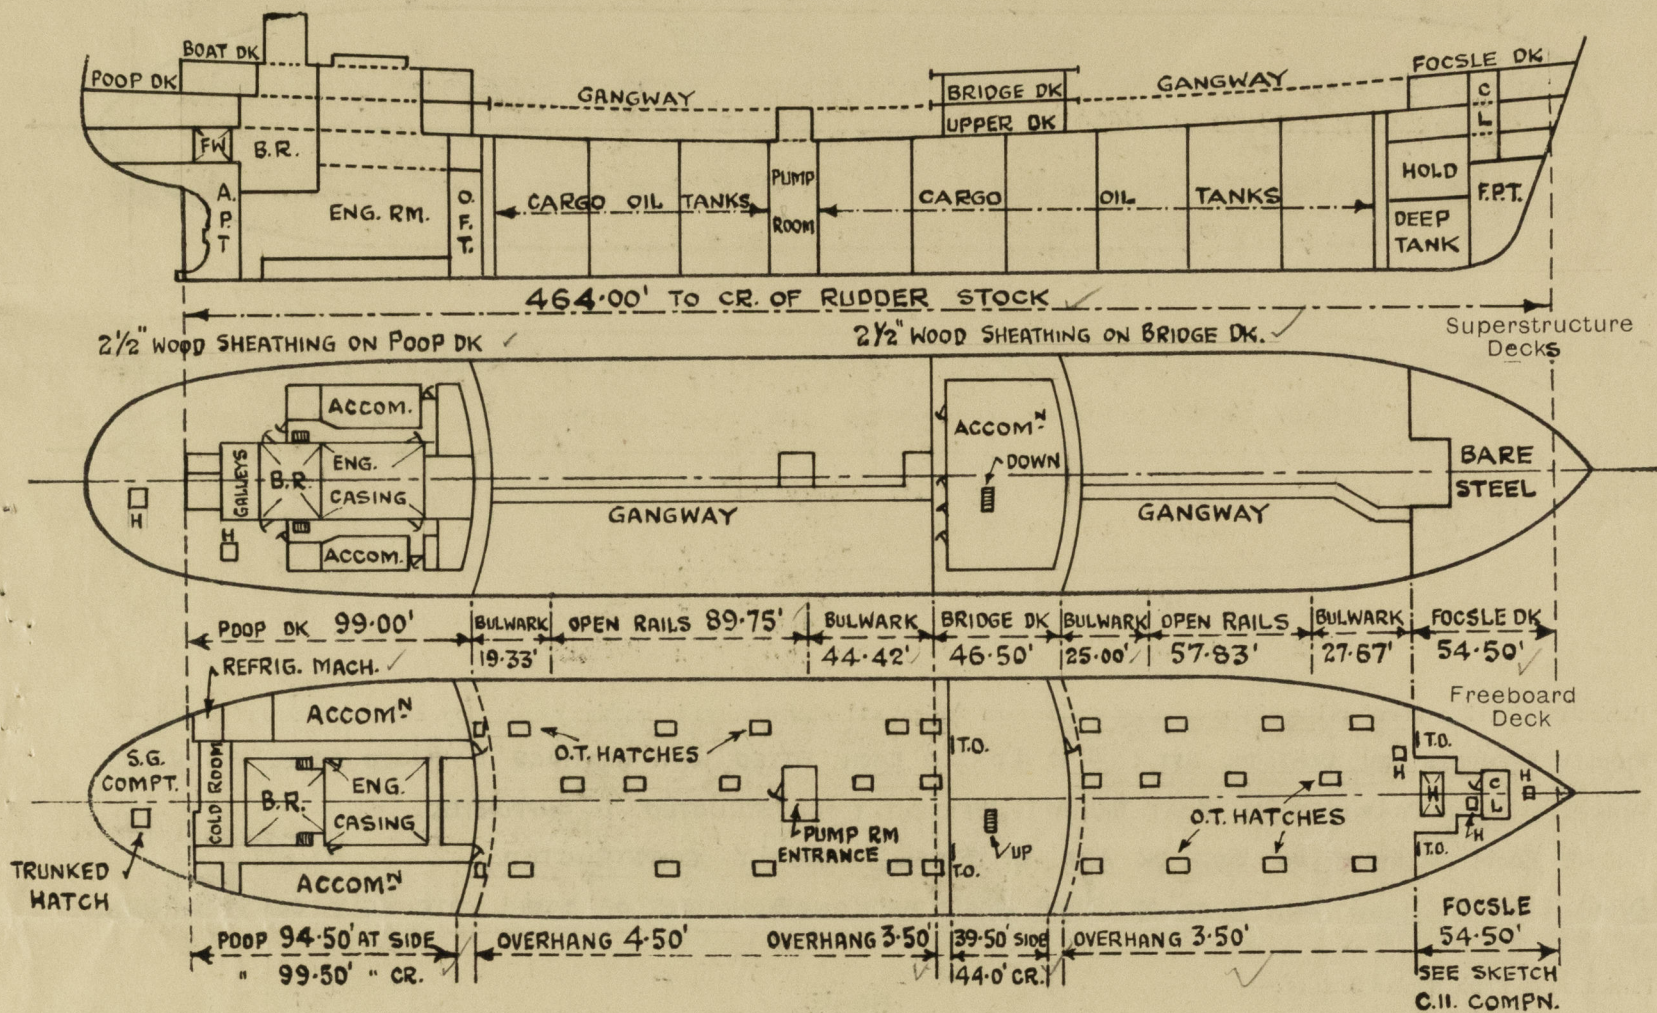 BOAT DK
POOP DK
FOCSLE DK
GANGWAY
BRIDGE DK
GANGWAY
UPPER DK
C
L
FW
B.R.
A.
P.
T
ENG. RM.
O.
F.
T.
CARGO OIL TANKS
PUMP
ROOM
CARGO OIL TANKS
HOLD
DEEP
TANK
F.P.T.
464·00' TO CR. OF RUDDER STOCK
2½" WOOD SHEATHING ON POOP DK
2½" WOOD SHEATHING ON BRIDGE DK.
Superstructure
Decks
ACCOM.
GALLEYS
B.R.
ENG.
CASING
ACCOM.
H
H
GANGWAY
ACCOMN
DOWN
GANGWAY
BARE
STEEL
POOP DK 99·00'
BULWARK
19·33'
OPEN RAILS 89·75'
BULWARK
44·42'
BRIDGE DK
46·50'
BULWARK
25·00'
OPEN RAILS
57·83'
BULWARK
27·67'
FOCSLE DK
54·50'
REFRIG. MACH.
Freeboard
Deck
ACCOMN
S.G.
COMPT.
COLD ROOM
B.R.
ENG.
CASING
O.T. HATCHES
PUMP RM
ENTRANCE
T.O.
UP
T.O.
O.T. HATCHES
T.O.
H
H
H
C
L
H
T.O.
TRUNKED
HATCH
ACCOMN
POOP 94·50' AT SIDE
" 99·50' " CR.
OVERHANG 4·50'
OVERHANG 3·50'
39·50' SIDE
44·0' CR.
OVERHANG 3·50'
FOCSLE
54·50'
SEE SKETCH
C.11. COMPN.